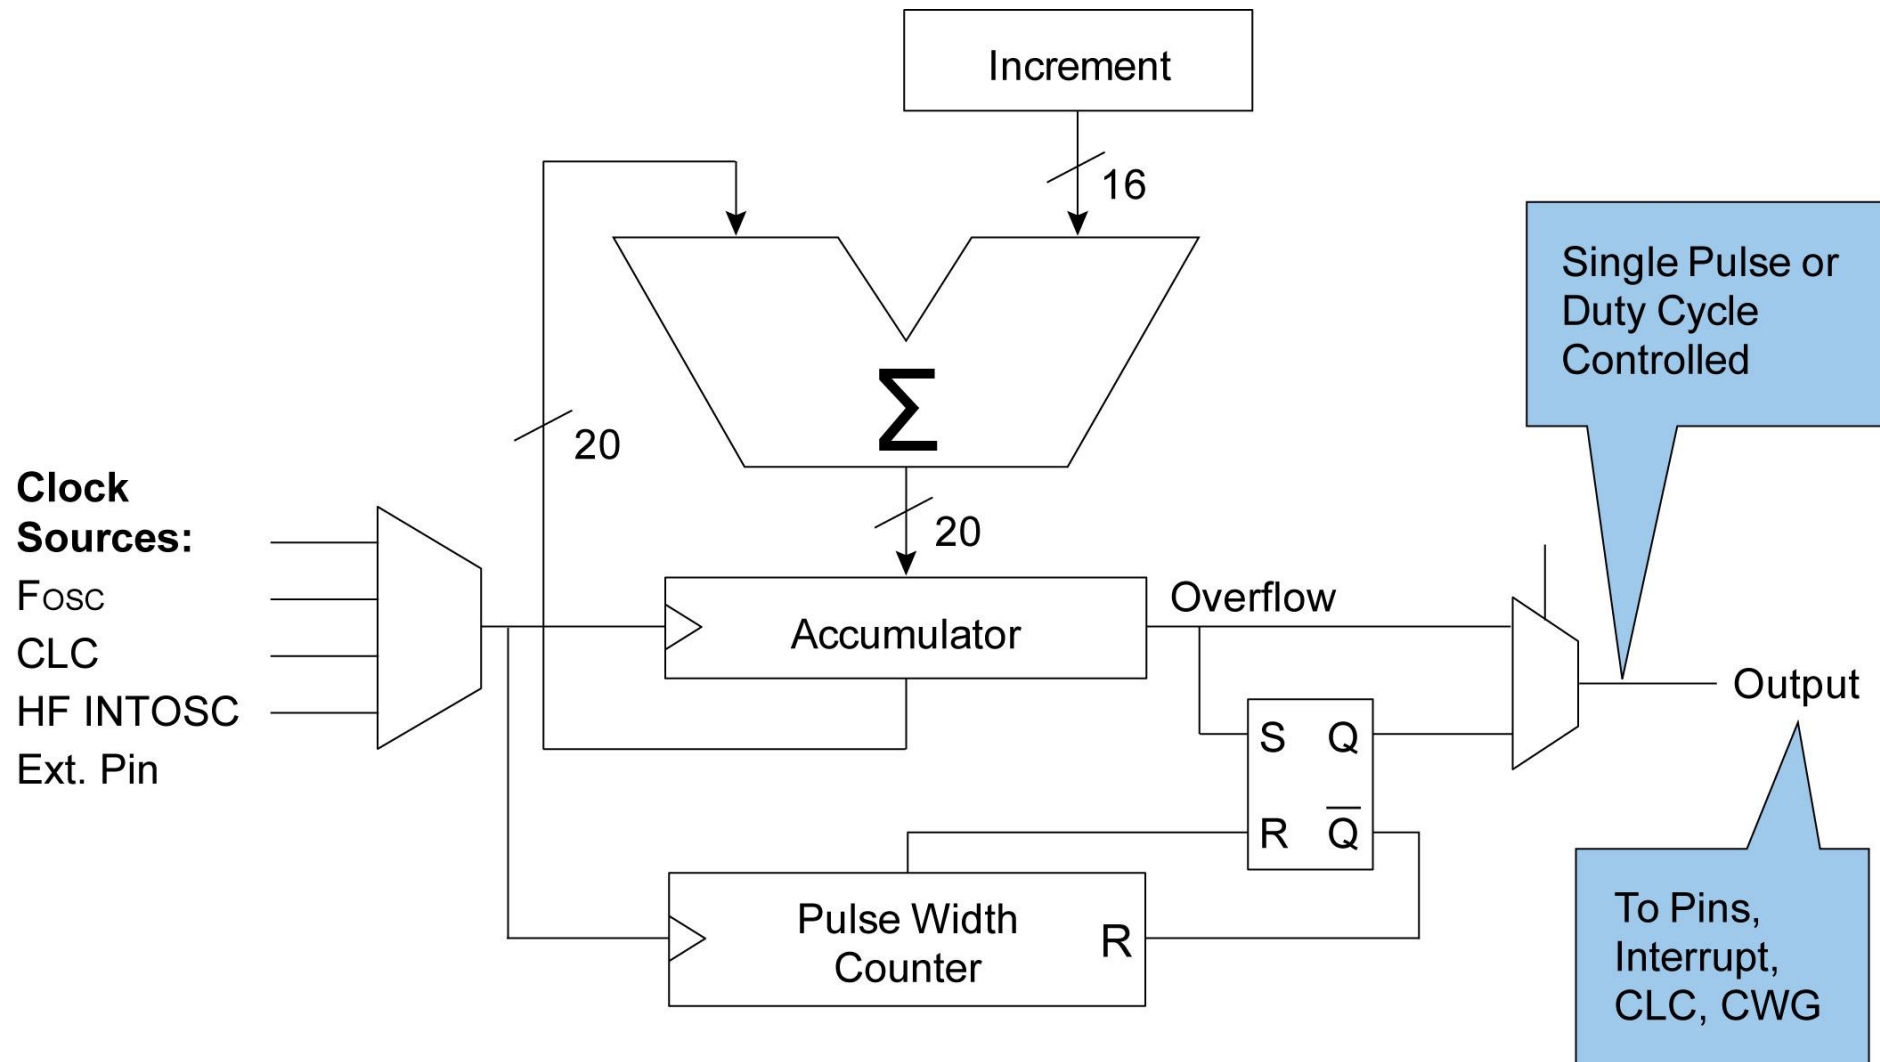 Increment
16
Single Pulse or
Duty Cycle
Controlled
Σ
20
20
Clock
Sources:
FOSC
CLC
HF INTOSC
Ext. Pin
Accumulator
Overflow
Output
S Q
R Q̅
Pulse Width
Counter
R
To Pins,
Interrupt,
CLC, CWG